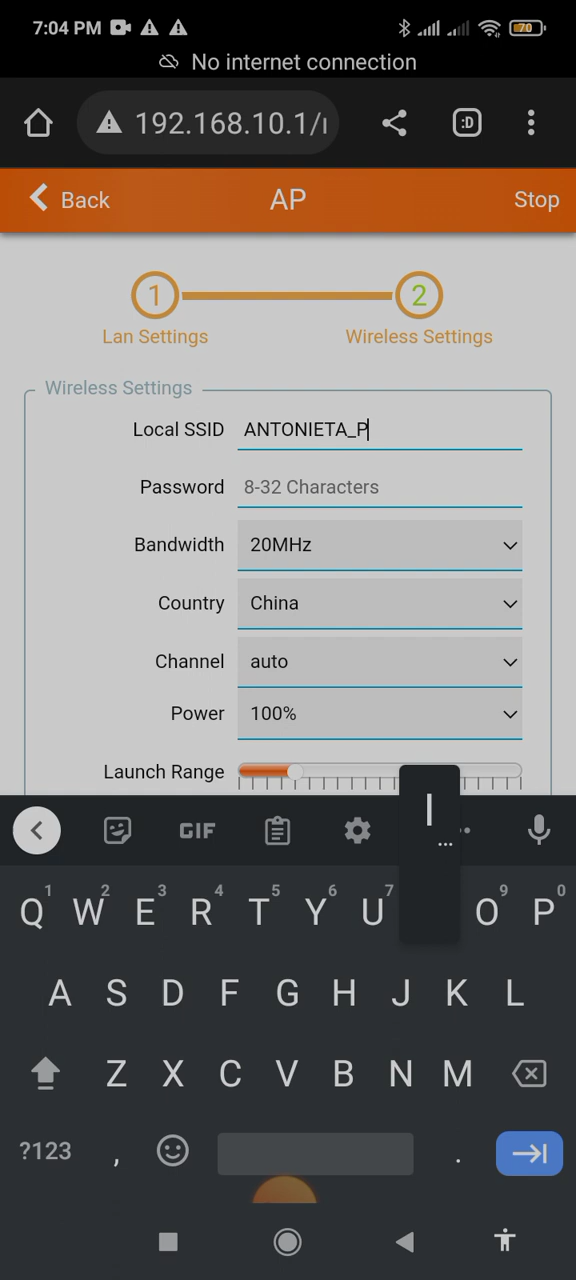 7:04 PM 70
No internet connection
192.168.10.1/ :D
Back AP Stop
1 2
Lan Settings Wireless Settings
Wireless Settings
Local SSID ANTONIETA_P
Password 8-32 Characters
Bandwidth 20MHz
Country China
Channel auto
Power 100%
Launch Range
I
...
GIF
1 2 3 4 5 6 7 9 0
Q W E R T Y U O P
A S D F G H J K L
Z X C V B N M
?123 , .